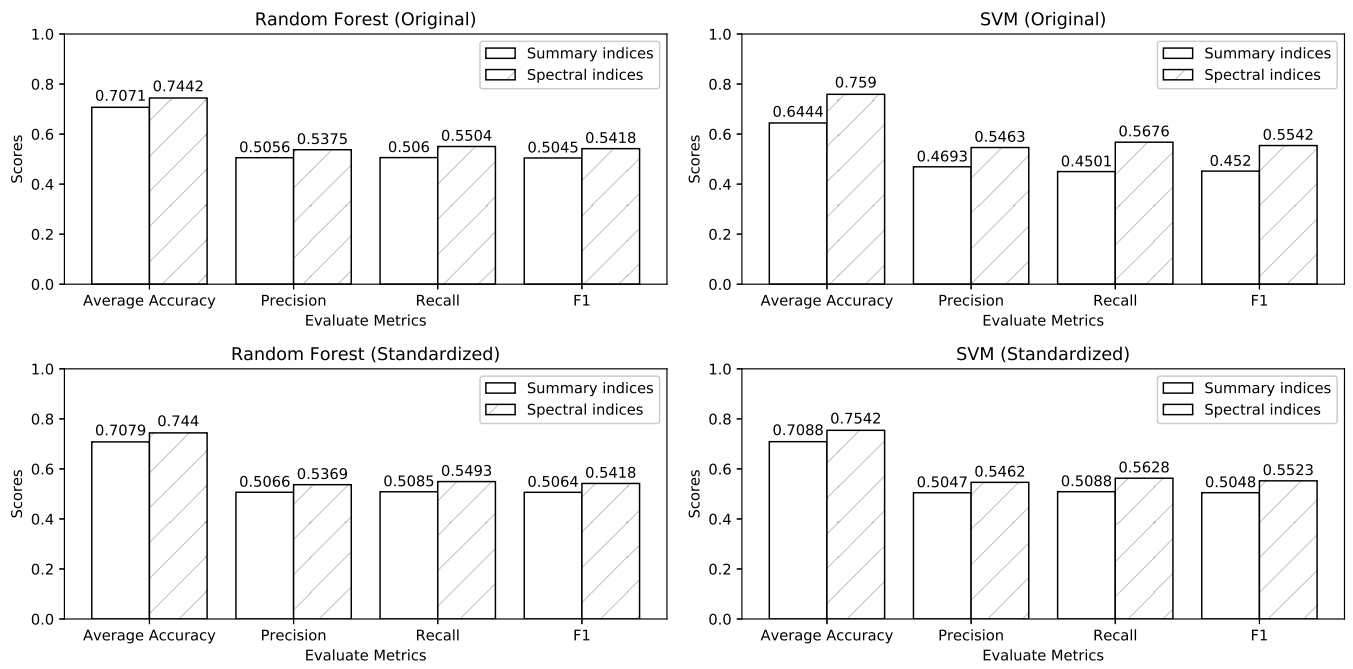 Random Forest (Original)
1.0
0.8
0.6
0.4
0.2
0.0
Scores
Summary indices
Spectral indices
0.7071
0.7442
0.5056
0.5375
0.506
0.5504
0.5045
0.5418
Average Accuracy
Precision
Recall
F1
Evaluate Metrics
SVM (Original)
1.0
0.8
0.6
0.4
0.2
0.0
Scores
Summary indices
Spectral indices
0.6444
0.759
0.4693
0.5463
0.4501
0.5676
0.452
0.5542
Average Accuracy
Precision
Recall
F1
Evaluate Metrics
Random Forest (Standardized)
1.0
0.8
0.6
0.4
0.2
0.0
Scores
Summary indices
Spectral indices
0.7079
0.744
0.5066
0.5369
0.5085
0.5493
0.5064
0.5418
Average Accuracy
Precision
Recall
F1
Evaluate Metrics
SVM (Standardized)
1.0
0.8
0.6
0.4
0.2
0.0
Scores
Summary indices
Spectral indices
0.7088
0.7542
0.5047
0.5462
0.5088
0.5628
0.5048
0.5523
Average Accuracy
Precision
Recall
F1
Evaluate Metrics